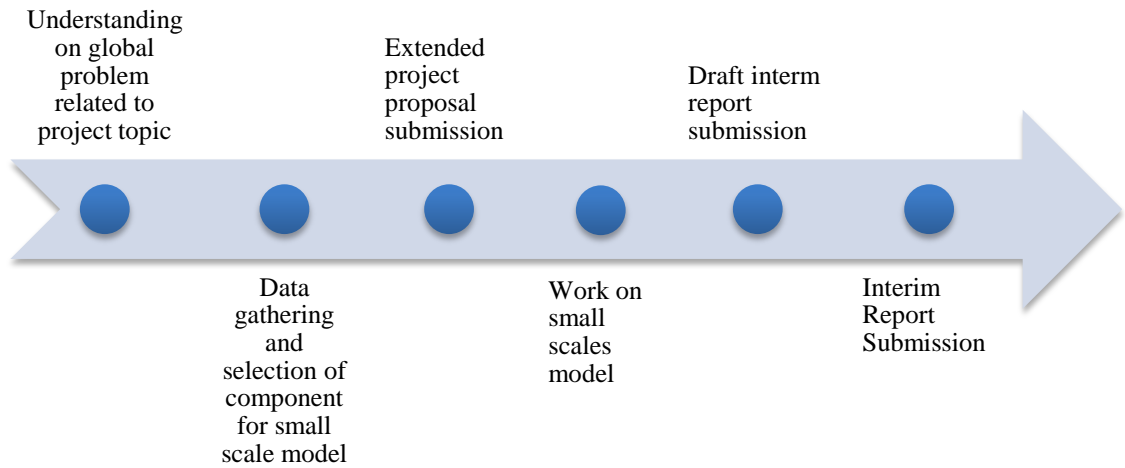 Understanding
on global
problem
related to
project topic
Data
gathering
and
selection of
component
for small
scale model
Extended
project
proposal
submission
Work on
small
scales
model
Draft interm
report
submission
Interim
Report
Submission